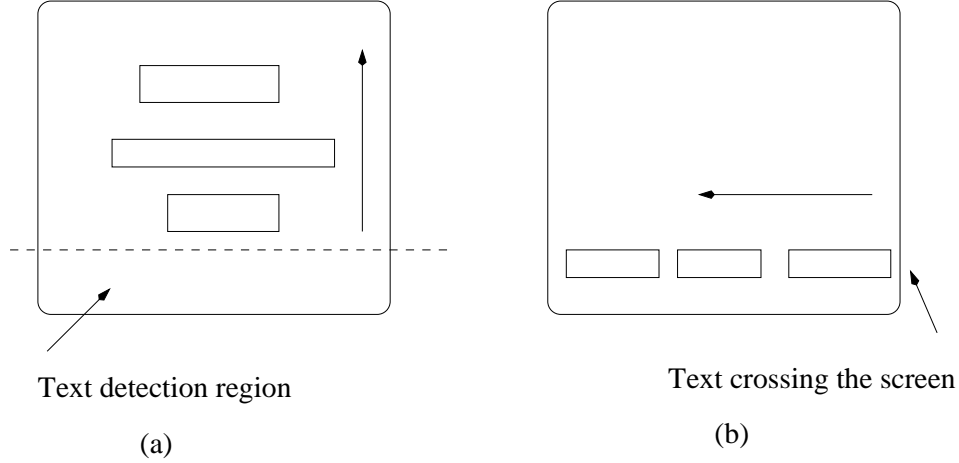 Text detection region
Text crossing the screen
(a)
(b)